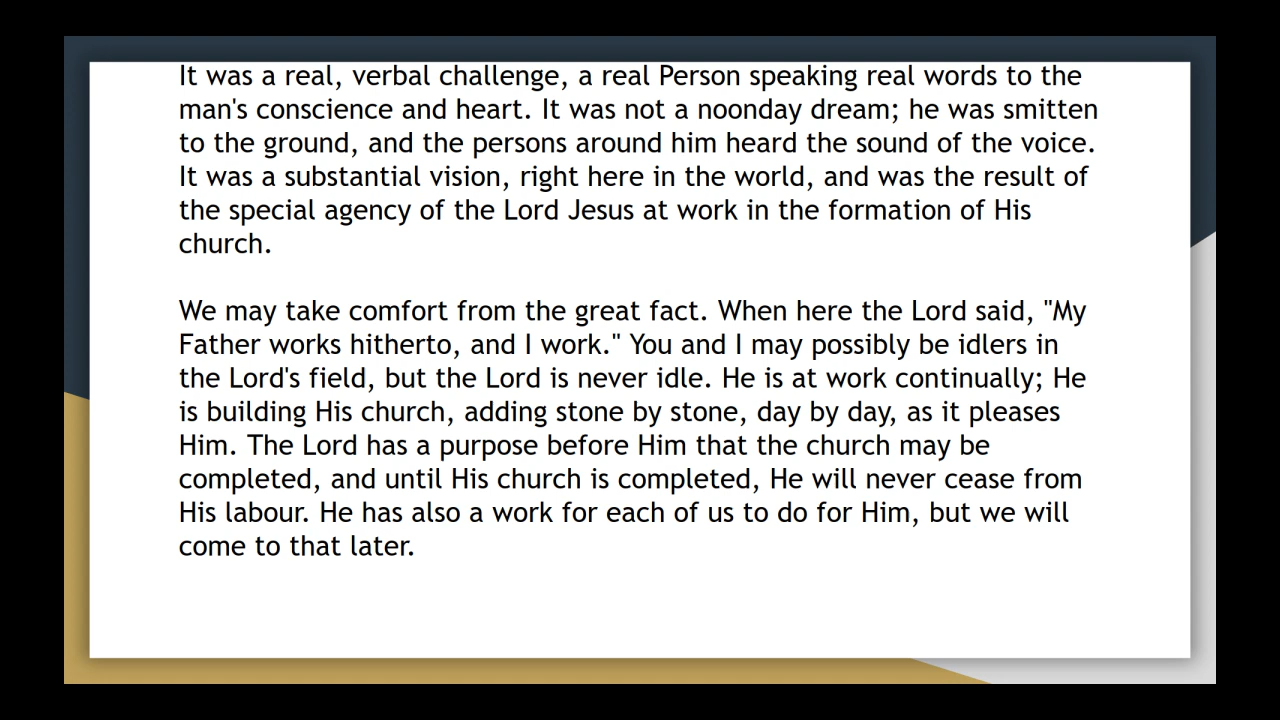 It was a real, verbal challenge, a real Person speaking real words to the
man's conscience and heart. It was not a noonday dream; he was smitten
to the ground, and the persons around him heard the sound of the voice.
It was a substantial vision, right here in the world, and was the result of
the special agency of the Lord Jesus at work in the formation of His
church.
We may take comfort from the great fact. When here the Lord said, "My
Father works hitherto, and I work." You and I may possibly be idlers in
the Lord's field, but the Lord is never idle. He is at work continually; He
is building His church, adding stone by stone, day by day, as it pleases
Him. The Lord has a purpose before Him that the church may be
completed, and until His church is completed, He will never cease from
His labour. He has also a work for each of us to do for Him, but we will
come to that later.